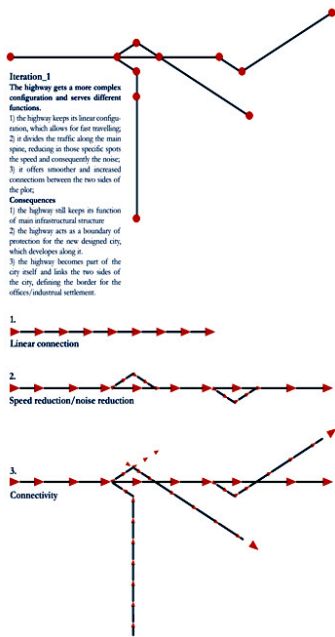 Iteration_1
The highway gets a more complex
configuration and serves different
functions.
1) the highway keeps its linear configu-
ration, which allows for fast travelling;
2) it divides the traffic along the main
spine, reducing in those specific spots
the speed and consequently the noise;
3) it offers smoother and increased
connections between the two sides of
the plot;
Consequences
1) the highway still keeps its function
of main infrastructural structure
2) the highway acts as a boundary of
protection for the new designed city,
which developes along it.
3) the highway becomes part of the
city itself and links the two sides of
the city, defining the border for the
offices/industrual settlement.
1.
Linear connection
2.
Speed reduction/noise reduction
3.
Connectivity